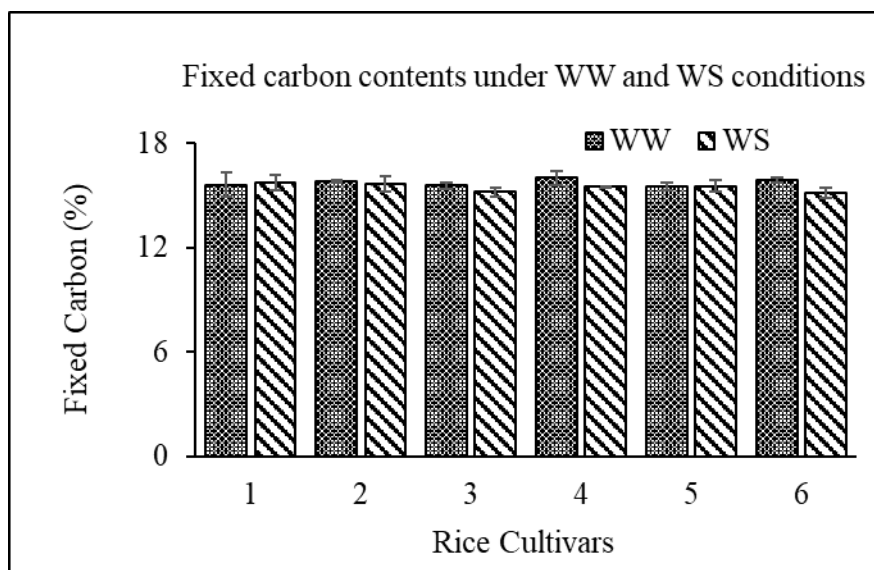 Fixed carbon contents under WW and WS conditions
WW WS
18
12
6
0
Fixed Carbon (%)
1 2 3 4 5 6
Rice Cultivars